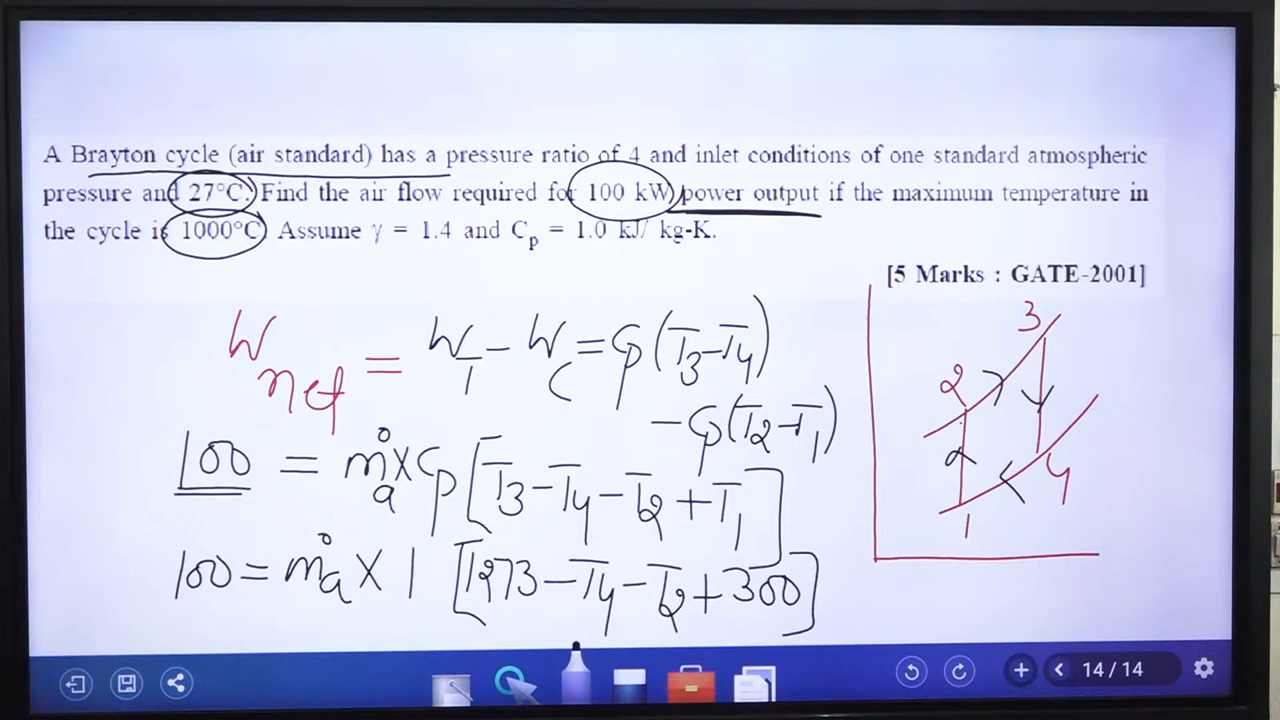 A Brayton cycle (air standard) has a pressure ratio of 4 and inlet conditions of one standard atmospheric
pressure and 27°C. Find the air flow required for 100 kW power output if the maximum temperature in
the cycle is 1000°C. Assume γ = 1.4 and Cp = 1.0 kJ/ kg-K.
[5 Marks : GATE-2001]
Wnet = WT - WC = Cp(T3-T4)
-Cp(T2-T1)
100 = ṁa × Cp [T3-T4-T2+T1]
100 = ṁa × 1 [1273-T4-T2+300]
3
2
4
1
14 / 14